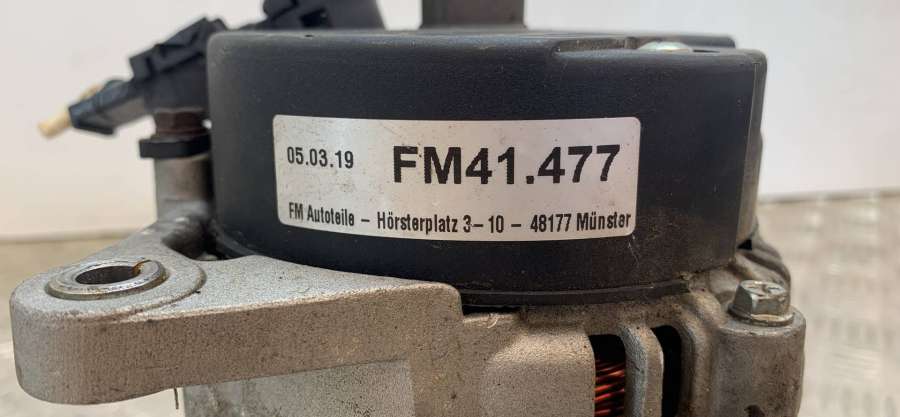 05.03.19 FM41.477
FM Autoteile - Hörsterplatz 3-10 - 48177 Münster